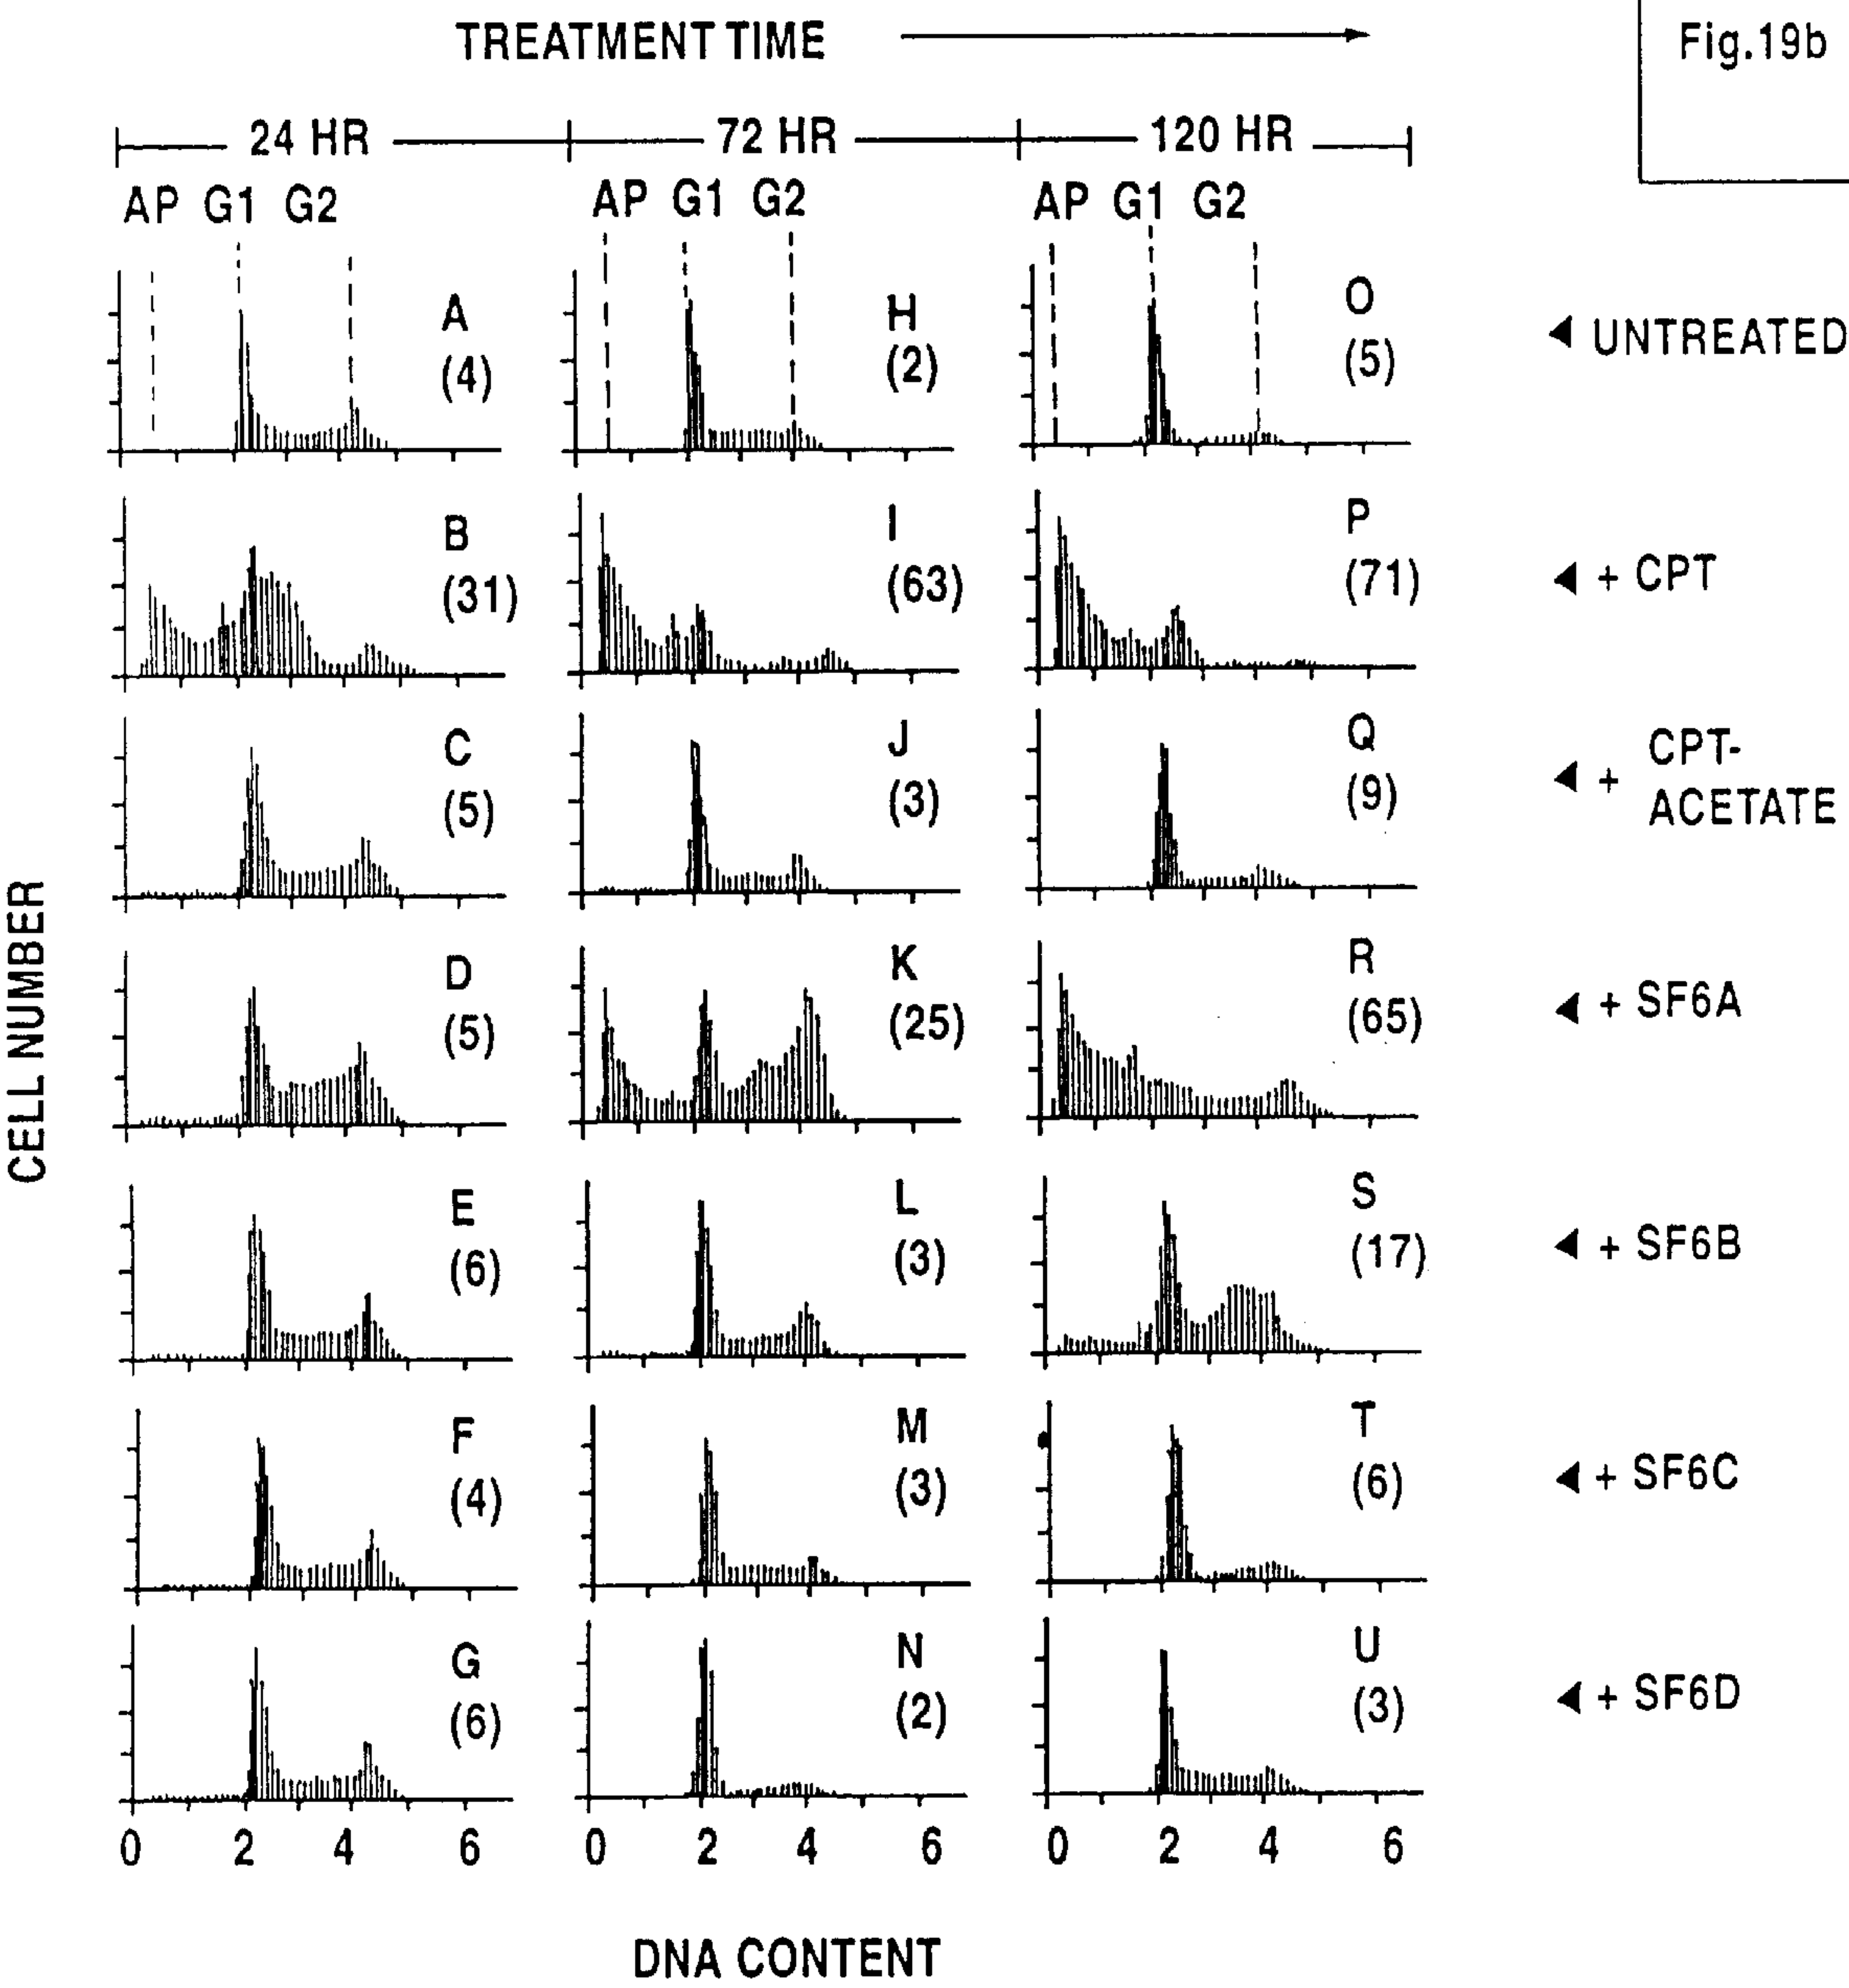 TREATMENT TIME
Fig.19b
24 HR 72 HR 120 HR
AP G1 G2 AP G1 G2 AP G1 G2
A H O
(4) (2) (5)
UNTREATED
B I P
(31) (63) (71)
+ CPT
C J Q
(5) (3) (9)
+ CPT-
ACETATE
D K R
(5) (25) (65)
+ SF6A
E L S
(6) (3) (17)
+ SF6B
F M T
(4) (3) (6)
+ SF6C
G N U
(6) (2) (3)
+ SF6D
0 2 4 6 0 2 4 6 0 2 4 6
CELL NUMBER
DNA CONTENT